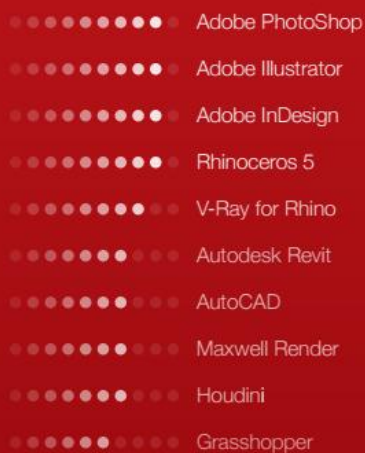 Adobe PhotoShop
Adobe Illustrator
Adobe InDesign
Rhinoceros 5
V-Ray for Rhino
Autodesk Revit
AutoCAD
Maxwell Render
Houdini
Grasshopper